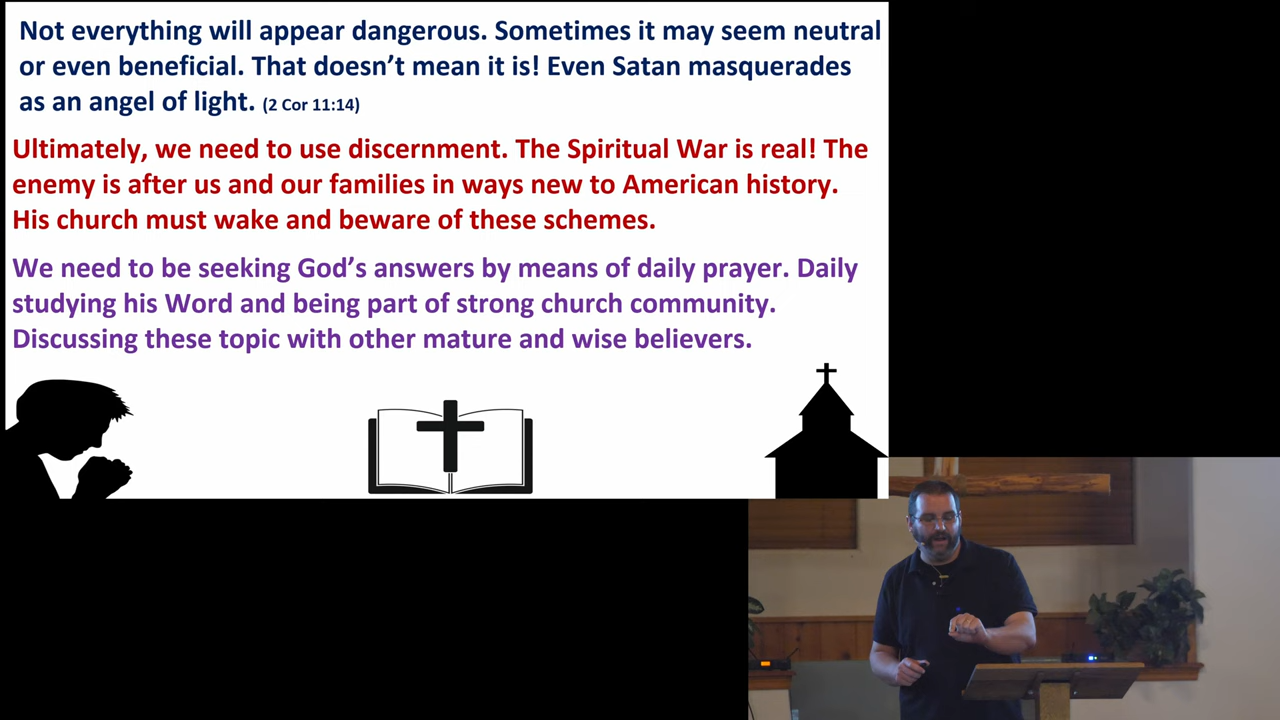 Not everything will appear dangerous. Sometimes it may seem neutral
or even beneficial. That doesn’t mean it is! Even Satan masquerades
as an angel of light. (2 Cor 11:14)
Ultimately, we need to use discernment. The Spiritual War is real! The
enemy is after us and our families in ways new to American history.
His church must wake and beware of these schemes.
We need to be seeking God’s answers by means of daily prayer. Daily
studying his Word and being part of strong church community.
Discussing these topic with other mature and wise believers.